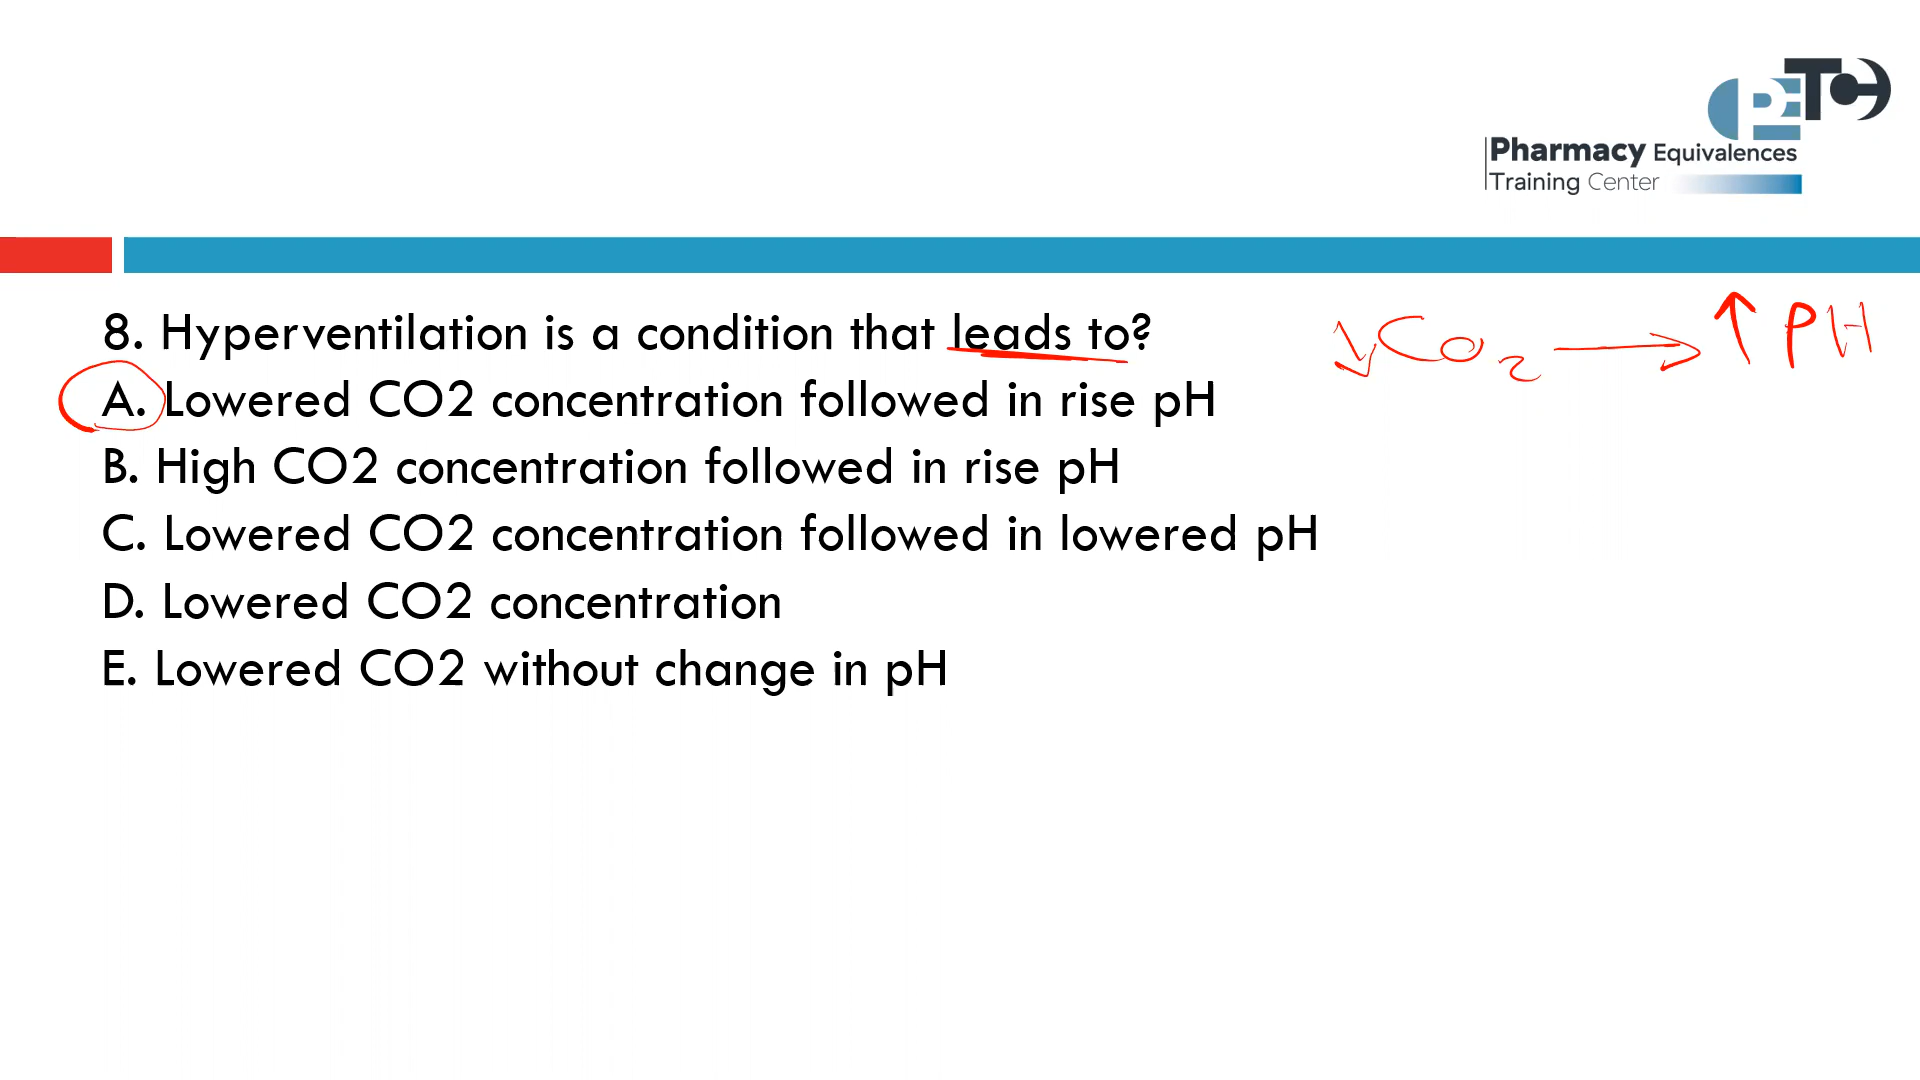 PETC
Pharmacy Equivalences
Training Center
8. Hyperventilation is a condition that leads to?
↓CO2 → ↑ PH
A. Lowered CO2 concentration followed in rise pH
B. High CO2 concentration followed in rise pH
C. Lowered CO2 concentration followed in lowered pH
D. Lowered CO2 concentration
E. Lowered CO2 without change in pH